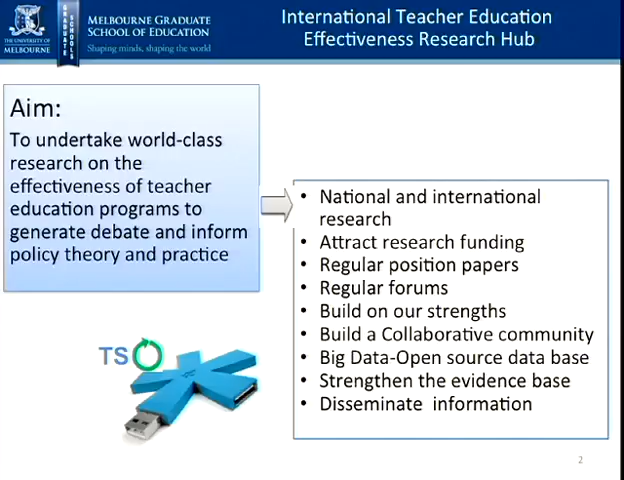 THE UNIVERSITY OF
MELBOURNE
GRADUATE
SCHOOLS
MELBOURNE GRADUATE
SCHOOL OF EDUCATION
Shaping minds, shaping the world
International Teacher Education
Effectiveness Research Hub
Aim:
To undertake world-class
research on the
effectiveness of teacher
education programs to
generate debate and inform
policy theory and practice
• National and international
research
• Attract research funding
• Regular position papers
• Regular forums
• Build on our strengths
• Build a Collaborative community
• Big Data-Open source data base
• Strengthen the evidence base
• Disseminate information
TSO
2